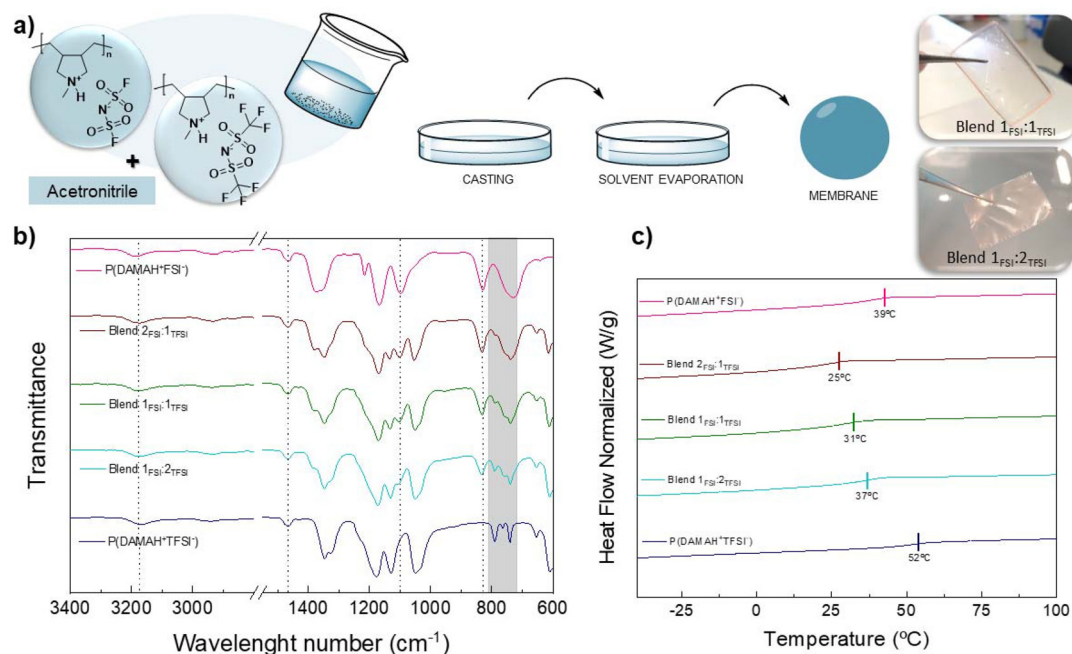 a)
[ ]n
N+
H
F
O
S
O
N-
O
S
O
F
[ ]n
N+
H
F
F
F
O
S
O
N-
O
S
O
F
F
F
+
Acetronitrile
CASTING
SOLVENT EVAPORATION
MEMBRANE
Blend 1FSI:1TFSI
Blend 1FSI:2TFSI
b)
Transmittance
P(DAMAH+FSI-)
Blend 2FSI:1TFSI
Blend 1FSI:1TFSI
Blend 1FSI:2TFSI
P(DAMAH+TFSI-)
3400 3200 3000 1400 1200 1000 800 600
Wavelenght number (cm-1)
c)
Heat Flow Normalized (W/g)
P(DAMAH+FSI-)
39ºC
Blend 2FSI:1TFSI
25ºC
Blend 1FSI:1TFSI
31ºC
Blend 1FSI:2TFSI
37ºC
P(DAMAH+TFSI-)
52ºC
-25 0 25 50 75 100
Temperature (ºC)